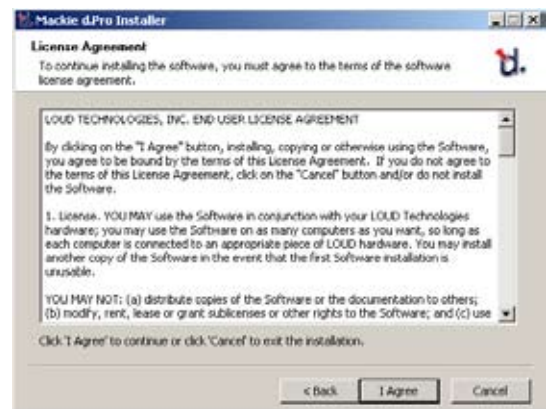 Mackie d.Pro Installer
License Agreement
To continue installing the software, you must agree to the terms of the software
license agreement.
d.
LOUD TECHNOLOGIES, INC. END USER LICENSE AGREEMENT
By clicking on the "I Agree" button, installing, copying or otherwise using the Software,
you agree to be bound by the terms of this License Agreement.  If you do not agree to
the terms of this License Agreement, click on the "Cancel" button and/or do not install
the Software.
1. License. YOU MAY use the Software in conjunction with your LOUD Technologies
hardware; you may use the Software on as many computers as you want, so long as
each computer is connected to an appropriate piece of LOUD hardware. You may install
another copy of the Software in the event that the first Software installation is
unusable.
YOU MAY NOT: (a) distribute copies of the Software or the documentation to others;
(b) modify, rent, lease or grant sublicenses or other rights to the Software; and (c) use
Click 'I Agree' to continue or click 'Cancel' to exit the installation.
< Back I Agree Cancel